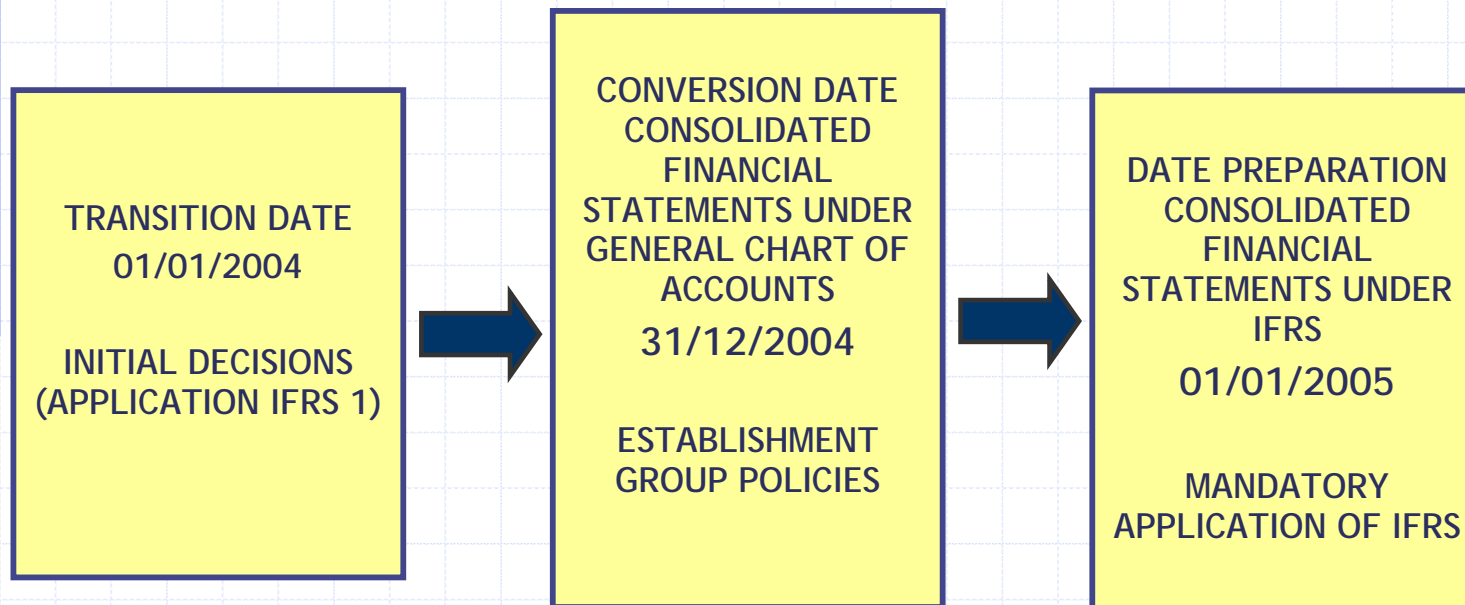 TRANSITION DATE
01/01/2004
INITIAL DECISIONS
(APPLICATION IFRS 1)
CONVERSION DATE
CONSOLIDATED
FINANCIAL
STATEMENTS UNDER
GENERAL CHART OF
ACCOUNTS
31/12/2004
ESTABLISHMENT
GROUP POLICIES
DATE PREPARATION
CONSOLIDATED
FINANCIAL
STATEMENTS UNDER
IFRS
01/01/2005
MANDATORY
APPLICATION OF IFRS